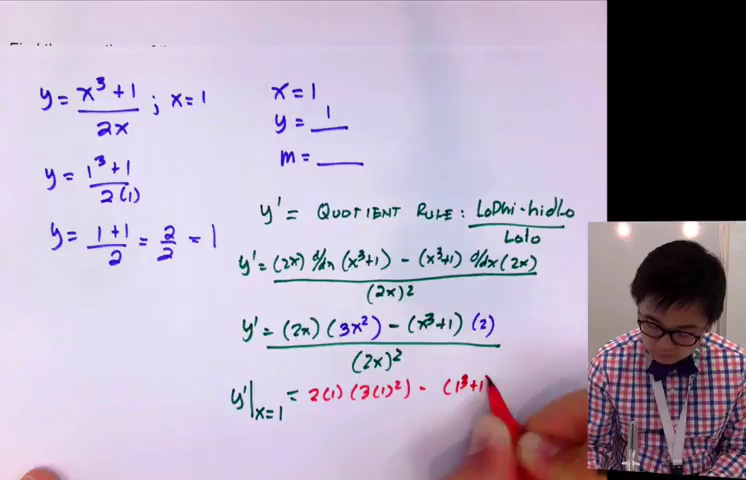 y = x³+1 / 2x ; x=1
y = 1³+1 / 2(1)
y = 1+1 / 2 = 2/2 = 1
x = 1
y = 1
m = ___
y' = QUOTIENT RULE: LoDhi-hidLo / LoLo
y' = (2x) d/dx (x³+1) - (x³+1) d/dx (2x) / (2x)²
y' = (2x) (3x²) - (x³+1) (2) / (2x)²
y'|x=1 = 2(1) (3(1)²) - (1³+1